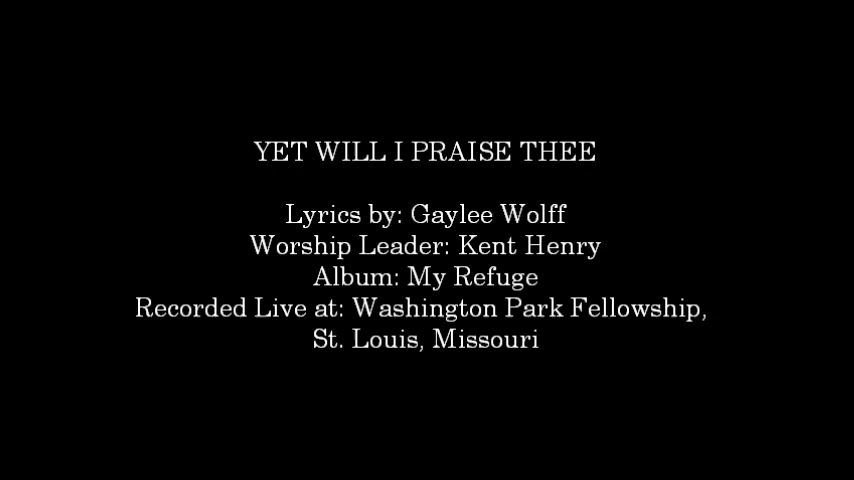 YET WILL I PRAISE THEE
Lyrics by: Gaylee Wolff
Worship Leader: Kent Henry
Album: My Refuge
Recorded Live at: Washington Park Fellowship,
St. Louis, Missouri